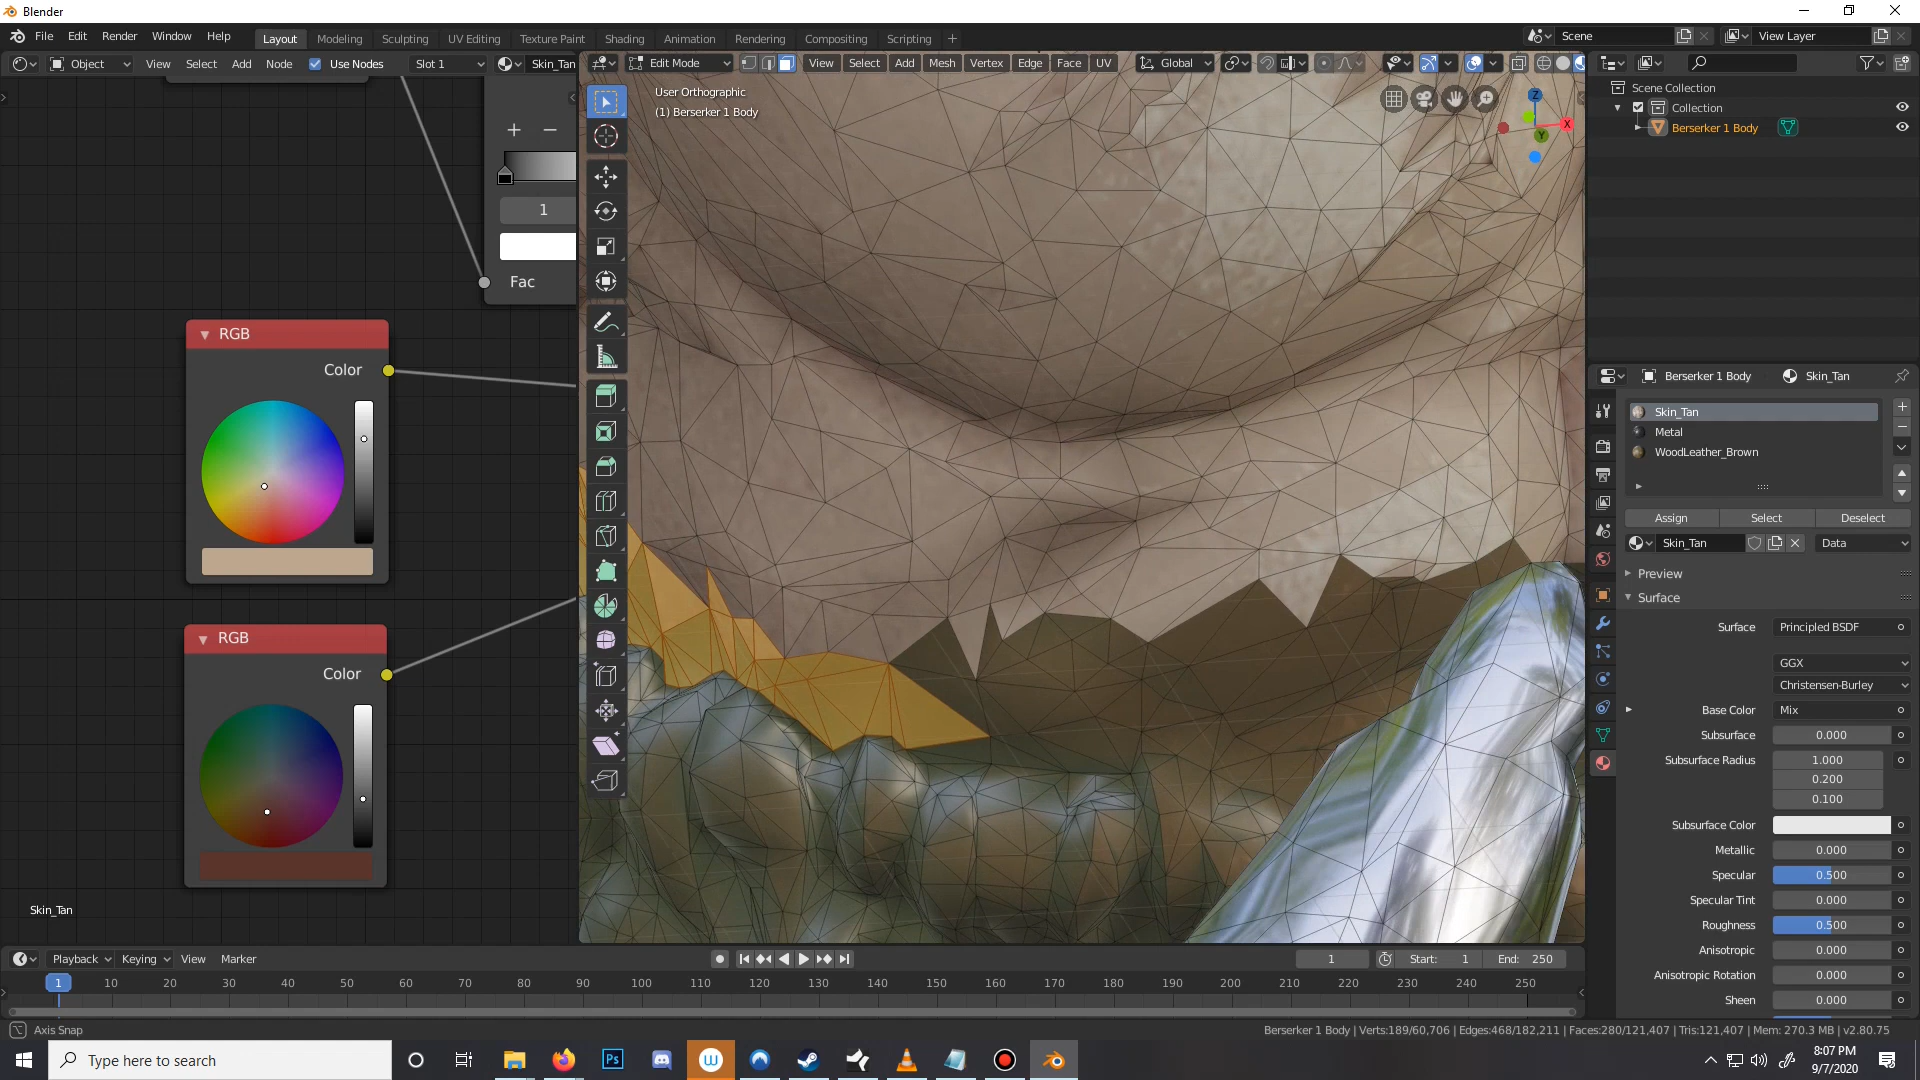 Blender
File Edit Render Window Help
Layout Modeling Sculpting UV Editing Texture Paint Shading Animation Rendering Compositing Scripting +
Scene
View Layer
Object View Select Add Node Use Nodes Slot 1 Skin_Tan
Edit Mode View Select Add Mesh Vertex Edge Face UV Global
User Orthographic
(1) Berserker 1 Body
Z
X
Y
1
Fac
RGB
Color
RGB
Color
Skin_Tan
Scene Collection
Collection
Berserker 1 Body
Berserker 1 Body Skin_Tan
Skin_Tan
Metal
WoodLeather_Brown
Assign Select Deselect
Skin_Tan Data
Preview
Surface
Surface Principled BSDF
GGX
Christensen-Burley
Base Color Mix
Subsurface 0.000
Subsurface Radius 1.000
0.200
0.100
Subsurface Color
Metallic 0.000
Specular 0.500
Specular Tint 0.000
Roughness 0.500
Anisotropic 0.000
Anisotropic Rotation 0.000
Sheen 0.000
Playback Keying View Marker
1 Start: 1 End: 250
1 10 20 30 40 50 60 70 80 90 100 110 120 130 140 150 160 170 180 190 200 210 220 230 240 250
Axis Snap
Berserker 1 Body | Verts:189/60,706 | Edges:468/182,211 | Faces:280/121,407 | Tris:121,407 | Mem: 270.3 MB | v2.80.75
Type here to search
Ps
W
8:07 PM
9/7/2020